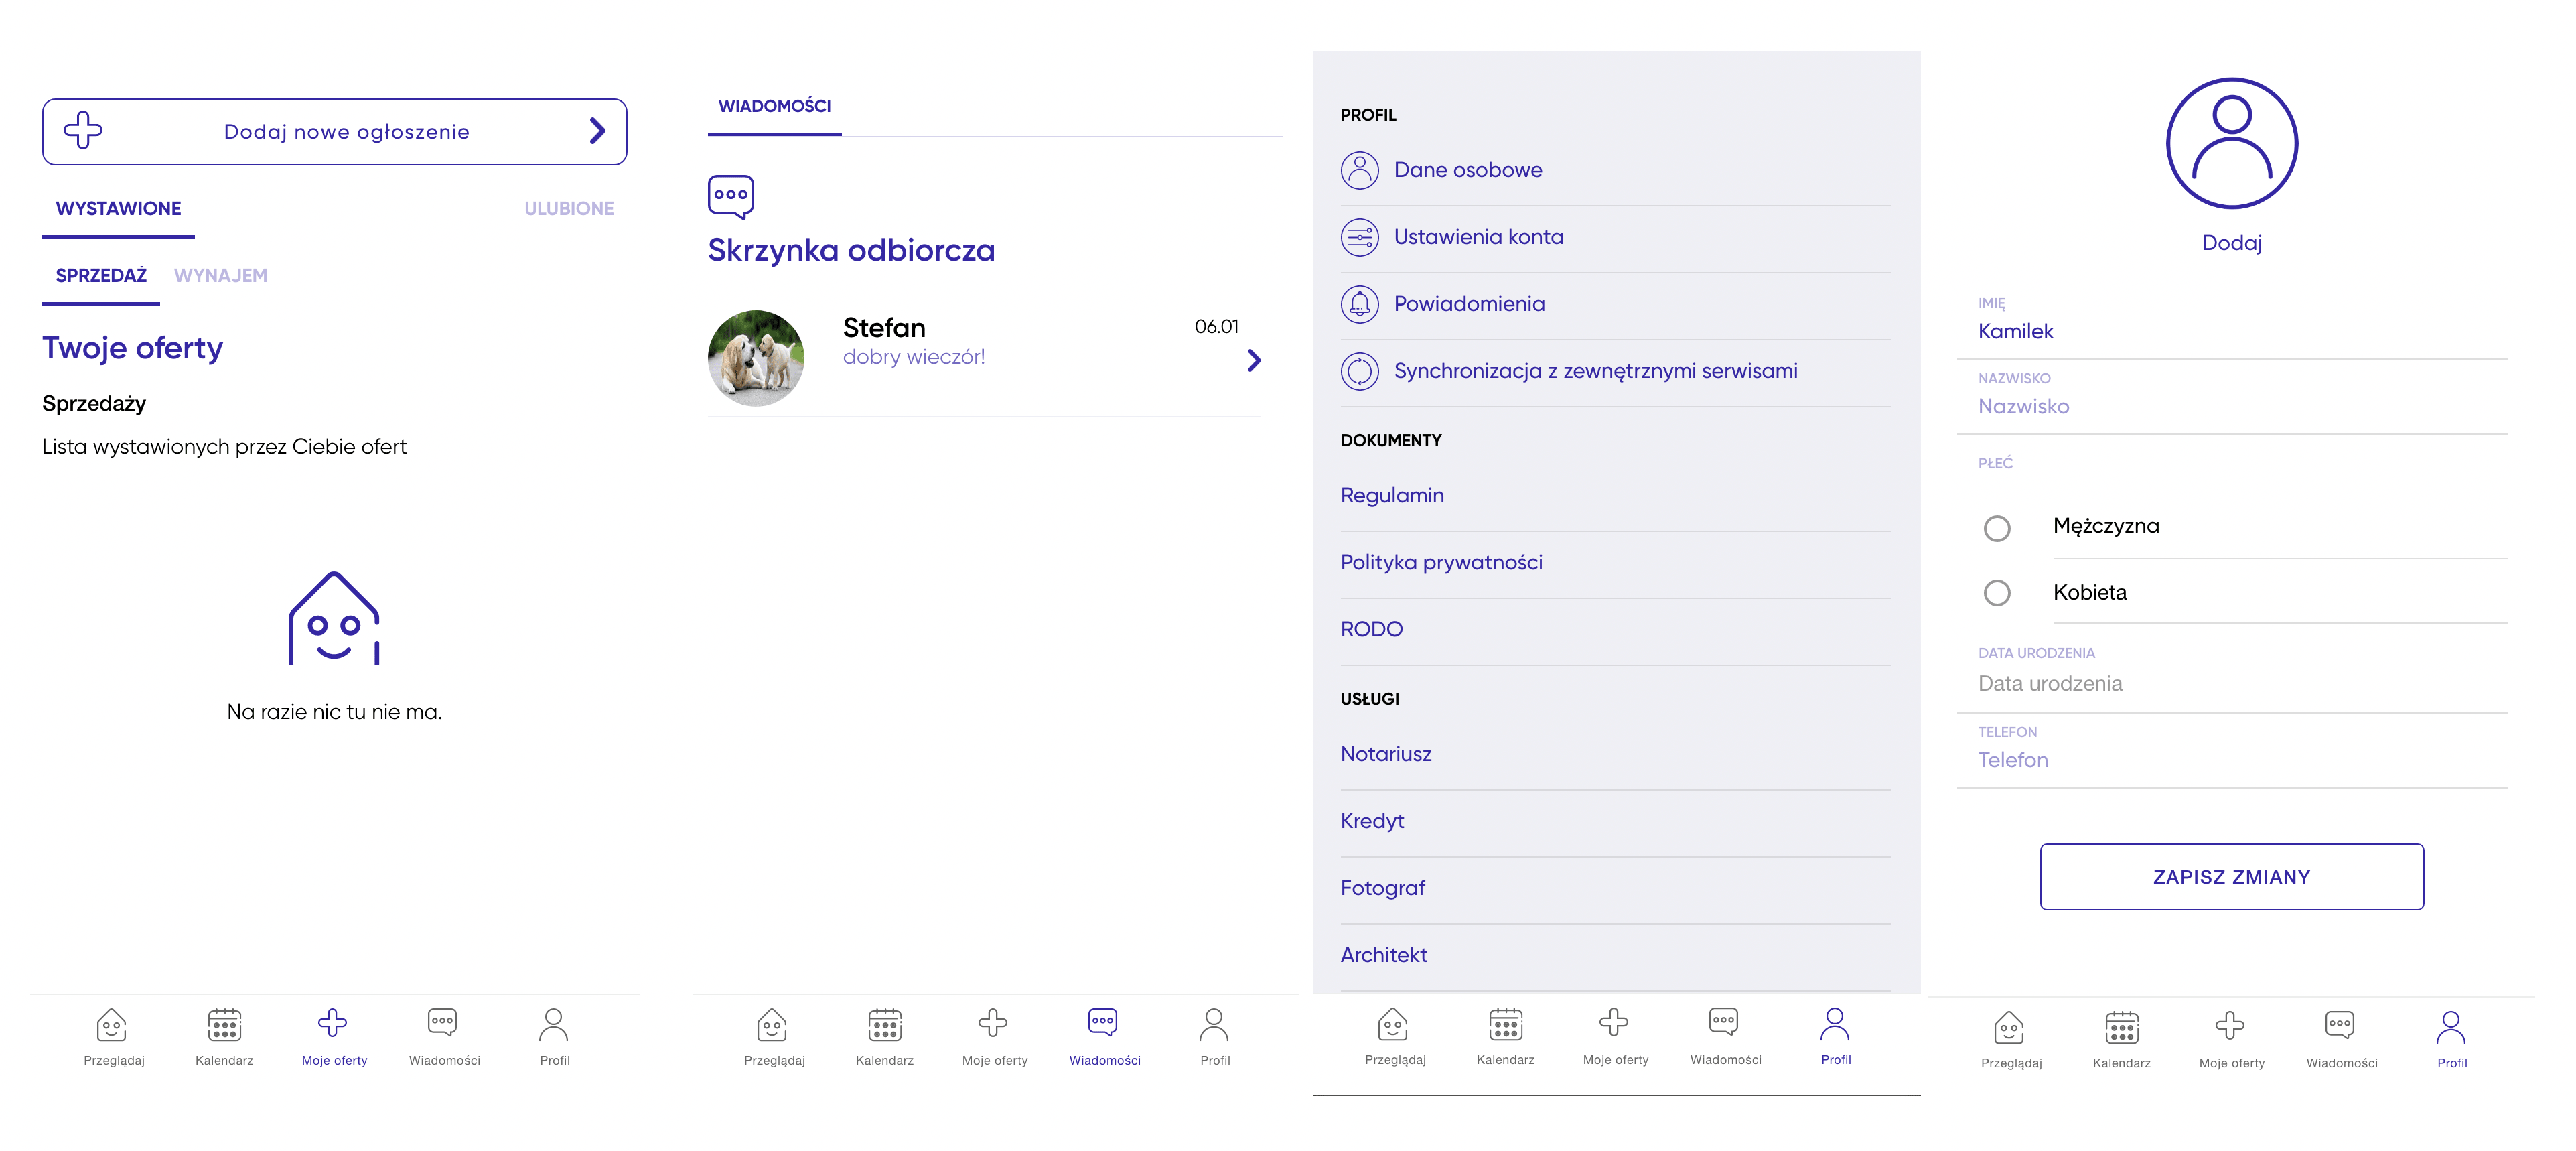 Dodaj nowe ogłoszenie
WYSTAWIONE
ULUBIONE
SPRZEDAŻ
WYNAJEM
Twoje oferty
Sprzedaży
Lista wystawionych przez Ciebie ofert
Na razie nic tu nie ma.
Przeglądaj
Kalendarz
Moje oferty
Wiadomości
Profil
WIADOMOŚCI
Skrzynka odbiorcza
Stefan
06.01
dobry wieczór!
Przeglądaj
Kalendarz
Moje oferty
Wiadomości
Profil
PROFIL
Dane osobowe
Ustawienia konta
Powiadomienia
Synchronizacja z zewnętrznymi serwisami
DOKUMENTY
Regulamin
Polityka prywatności
RODO
USŁUGI
Notariusz
Kredyt
Fotograf
Architekt
Przeglądaj
Kalendarz
Moje oferty
Wiadomości
Profil
Dodaj
IMIĘ
Kamilek
NAZWISKO
Nazwisko
PŁEĆ
Mężczyzna
Kobieta
DATA URODZENIA
Data urodzenia
TELEFON
Telefon
ZAPISZ ZMIANY
Przeglądaj
Kalendarz
Moje oferty
Wiadomości
Profil